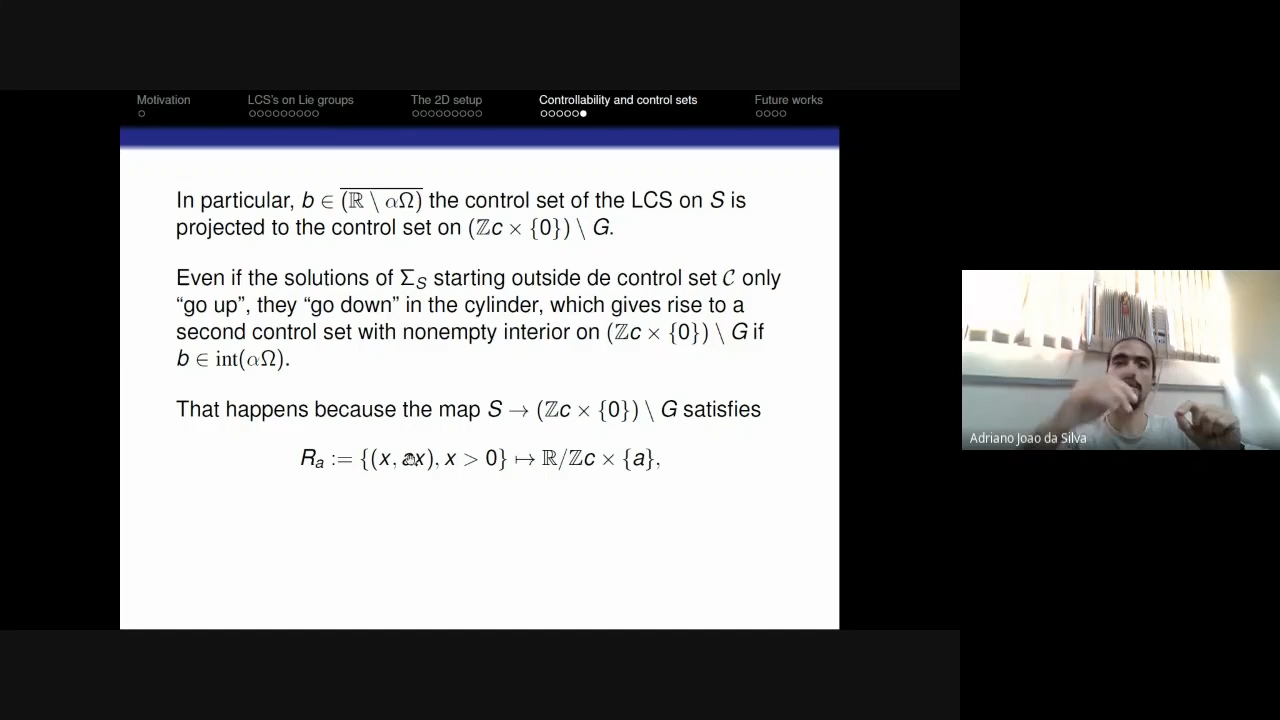 Motivation LCS's on Lie groups The 2D setup Controllability and control sets Future works
In particular, b ∈ \overline{(ℝ \ αΩ)} the control set of the LCS on S is
projected to the control set on (ℤc × {0}) \ G.
Even if the solutions of Σ_S starting outside de control set 𝒞 only
“go up”, they “go down” in the cylinder, which gives rise to a
second control set with nonempty interior on (ℤc × {0}) \ G if
b ∈ int(αΩ).
That happens because the map S → (ℤc × {0}) \ G satisfies
R_a := {(x, ax), x > 0} ↦ ℝ/ℤc × {a},
Adriano Joao da Silva